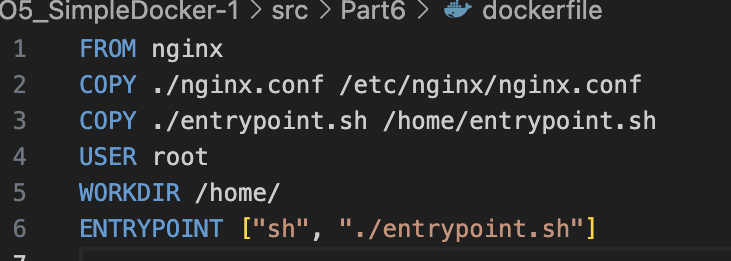 O5_SimpleDocker-1 > src > Part6 > dockerfile
1 FROM nginx
2 COPY ./nginx.conf /etc/nginx/nginx.conf
3 COPY ./entrypoint.sh /home/entrypoint.sh
4 USER root
5 WORKDIR /home/
6 ENTRYPOINT ["sh", "./entrypoint.sh"]
7